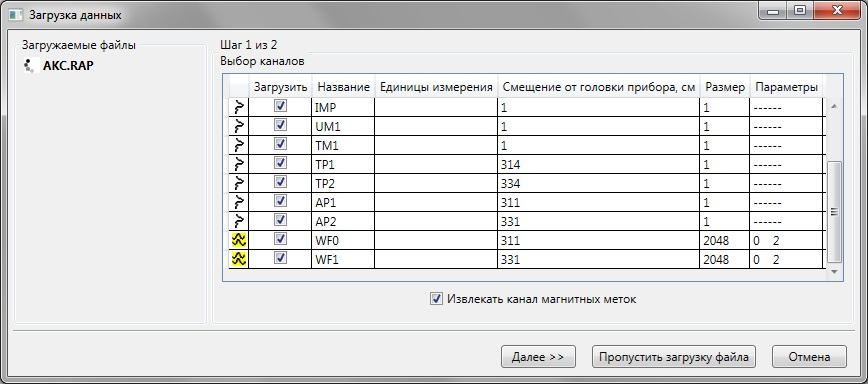 Загрузка данных
Загружаемые файлы
АКС.RAP
Шаг 1 из 2
Выбор каналов
Загрузить Название Единицы измерения Смещение от головки прибора, см Размер Параметры
IMP 1 1 ------
UM1 1 1 ------
TM1 1 1 ------
TP1 314 1 ------
TP2 334 1 ------
AP1 311 1 ------
AP2 331 1 ------
WF0 311 2048 0 2
WF1 331 2048 0 2
Извлекать канал магнитных меток
Далее >> Пропустить загрузку файла Отмена